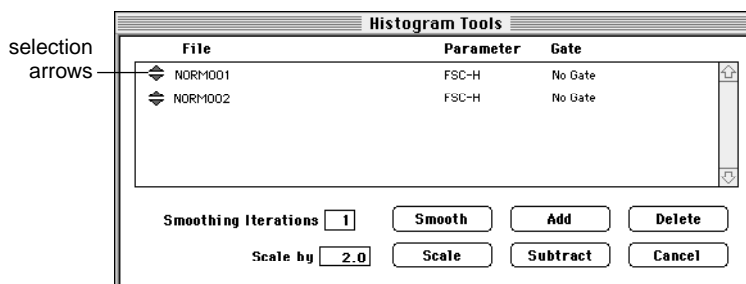 Histogram Tools
selection
arrows
File Parameter Gate
NORM001 FSC-H No Gate
NORM002 FSC-H No Gate
Smoothing Iterations 1 Smooth Add Delete
Scale by 2.0 Scale Subtract Cancel